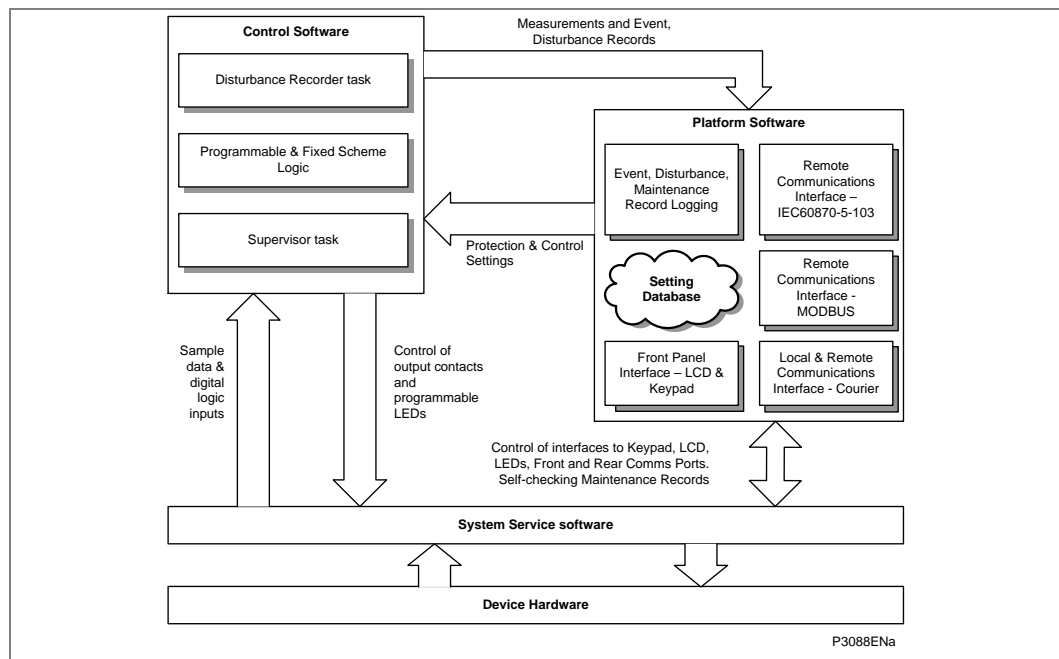 Control Software
Disturbance Recorder task
Programmable & Fixed Scheme
Logic
Supervisor task
Measurements and Event,
Disturbance Records
Platform Software
Event, Disturbance,
Maintenance
Record Logging
Remote
Communications
Interface –
IEC60870-5-103
Protection & Control
Settings
Setting
Database
Remote
Communications
Interface -
MODBUS
Front Panel
Interface – LCD &
Keypad
Local & Remote
Communications
Interface - Courier
Sample
data &
digital
logic
inputs
Control of
output contacts
and
programmable
LEDs
Control of interfaces to Keypad, LCD,
LEDs, Front and Rear Comms Ports.
Self-checking Maintenance Records
System Service software
Device Hardware
P3088ENa